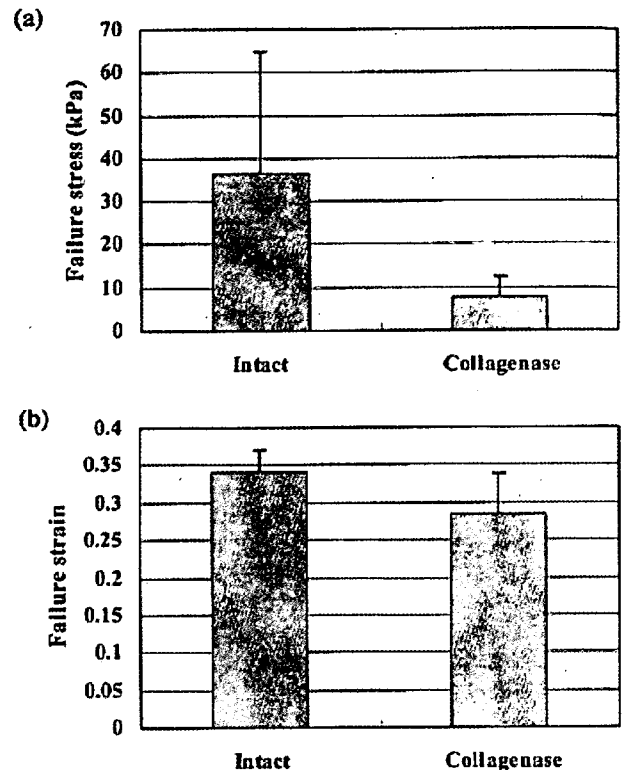 (a)
Failure stress (kPa)
70
60
50
40
30
20
10
0
Intact Collagenase
(b)
Failure strain
0.4
0.35
0.3
0.25
0.2
0.15
0.1
0.05
0
Intact Collagenase